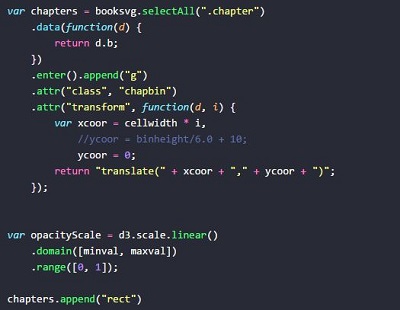 var chapters = booksvg.selectAll(".chapter")
.data(function(d) {
return d.b;
})
.enter().append("g")
.attr("class", "chapbin")
.attr("transform", function(d, i) {
var xcoor = cellwidth * i,
//ycoor = binheight/6.0 + 10;
ycoor = 0;
return "translate(" + xcoor + "," + ycoor + ")";
});
var opacityScale = d3.scale.linear()
.domain([minval, maxval])
.range([0, 1]);
chapters.append("rect")